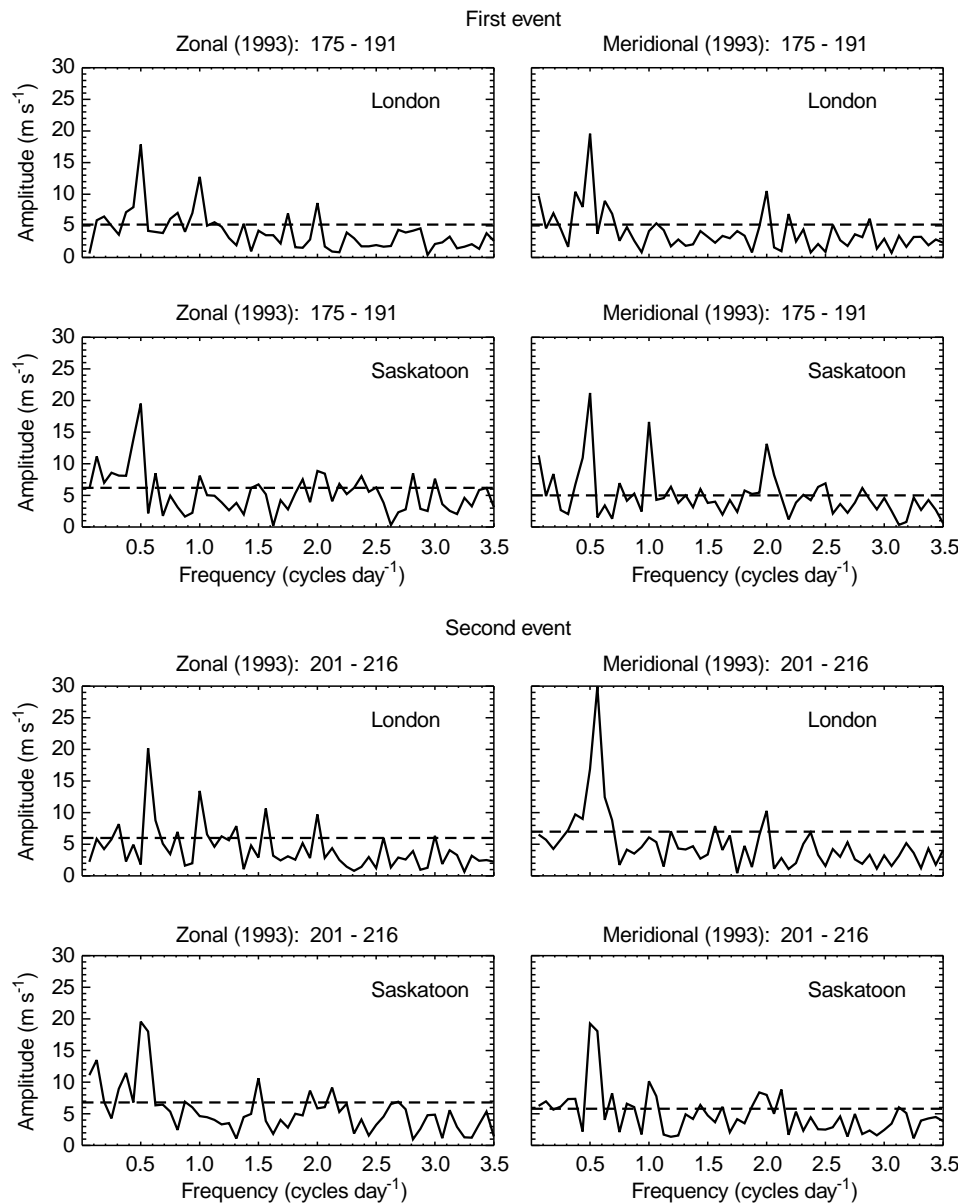 First event
Zonal (1993): 175 - 191
Meridional (1993): 175 - 191
30
25
20
15
10
5
0
Amplitude (m s-1)
London
London
Zonal (1993): 175 - 191
Meridional (1993): 175 - 191
30
25
20
15
10
5
0
Amplitude (m s-1)
Saskatoon
Saskatoon
0.5 1.0 1.5 2.0 2.5 3.0 3.5
0.5 1.0 1.5 2.0 2.5 3.0 3.5
Frequency (cycles day-1)
Frequency (cycles day-1)
Second event
Zonal (1993): 201 - 216
Meridional (1993): 201 - 216
30
25
20
15
10
5
0
Amplitude (m s-1)
London
London
Zonal (1993): 201 - 216
Meridional (1993): 201 - 216
30
25
20
15
10
5
0
Amplitude (m s-1)
Saskatoon
Saskatoon
0.5 1.0 1.5 2.0 2.5 3.0 3.5
0.5 1.0 1.5 2.0 2.5 3.0 3.5
Frequency (cycles day-1)
Frequency (cycles day-1)